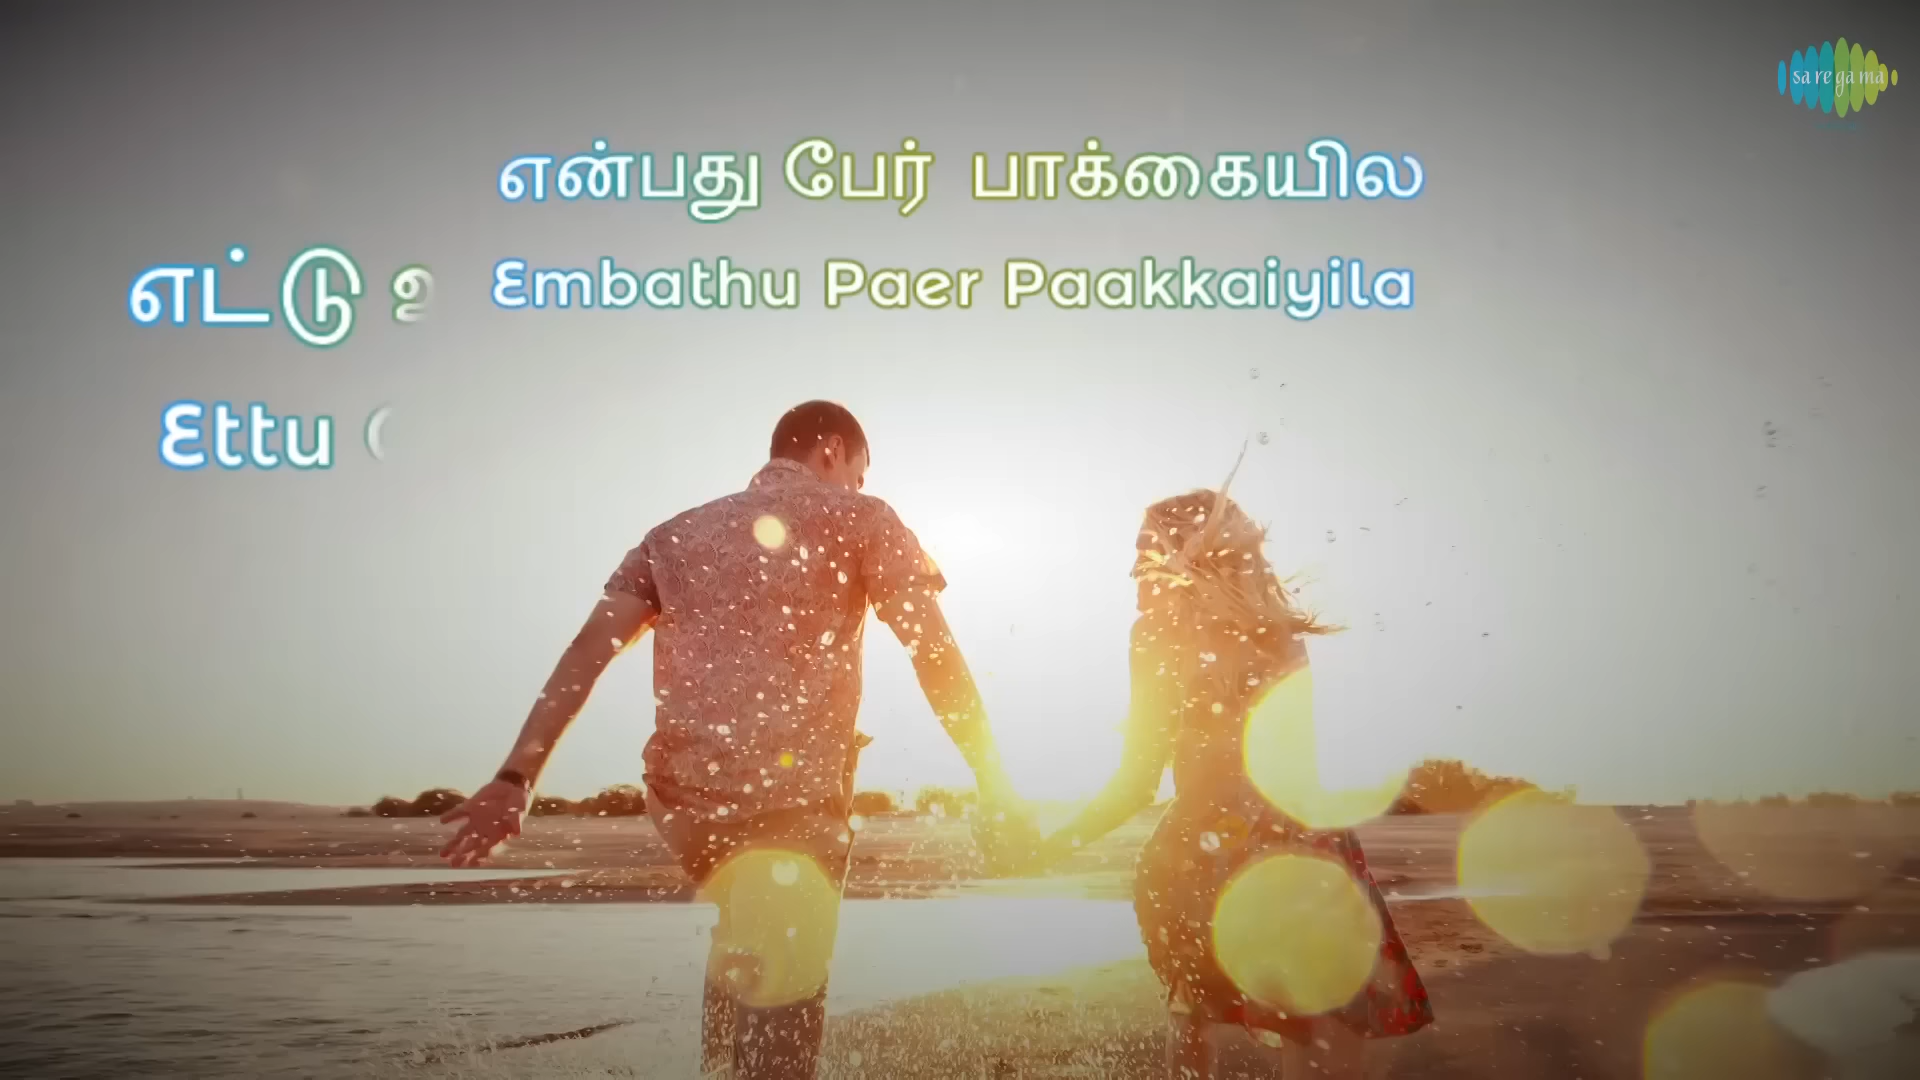 என்பது பேர் பாக்கையில
Embathu Paer Paakkaiyila
எட்டு
Ettu
sa re ga ma